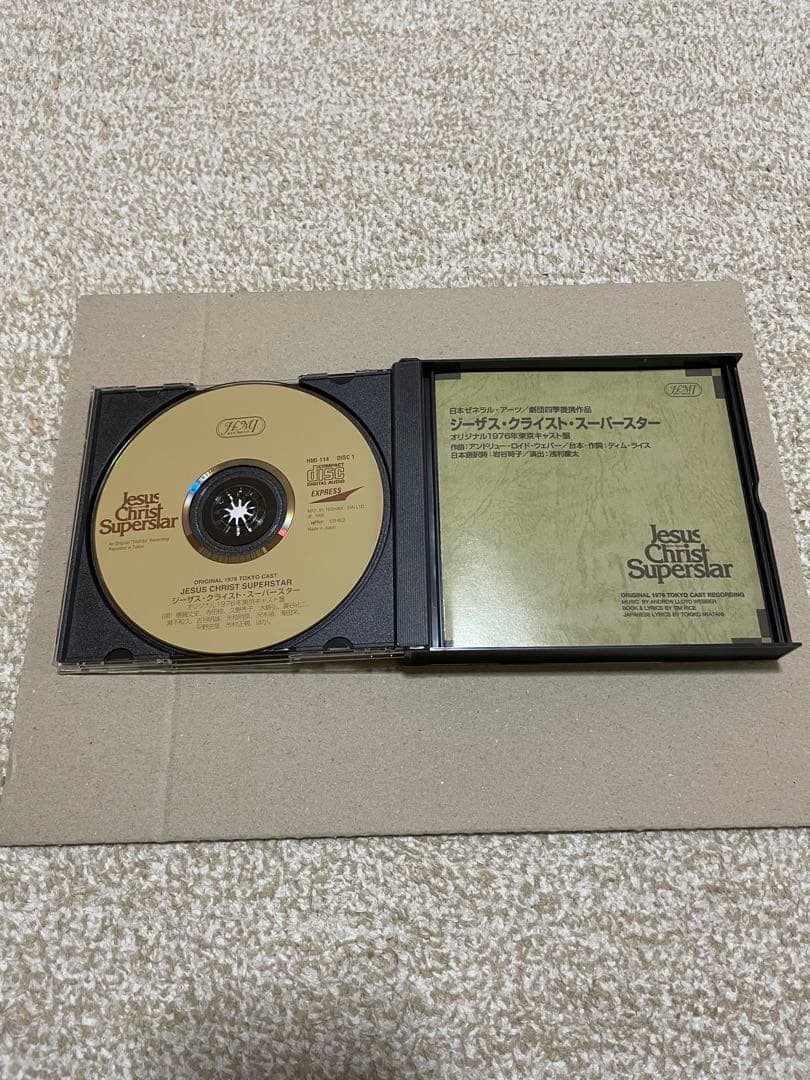 HMI
HMI-114 DISC 1
COMPACT
disc
DIGITAL AUDIO
EXPRESS
Made in Japan
Jesus
Christ
Superstar
Recorded in Tokyo
ORIGINAL 1976 TOKYO CAST
JESUS CHRIST SUPERSTAR
ジーザス・クライスト・スーパースター
オリジナル1976年東京キャスト盤
HMI
日本ゼネラル・アーツ/劇団四季提携作品
ジーザス・クライスト・スーパースター
オリジナル1976年東京キャスト盤
作曲:アンドリュー・ロイド・ウェバー/台本・作詞:ティム・ライス
日本語訳詩:岩谷時子/演出:浅利慶太
Jesus
Christ
Superstar
ORIGINAL 1976 TOKYO CAST RECORDING
MUSIC BY ANDREW LLOYD WEBBER
BOOK & LYRICS BY TIM RICE
JAPANESE LYRICS BY TOKIKO IWATANI